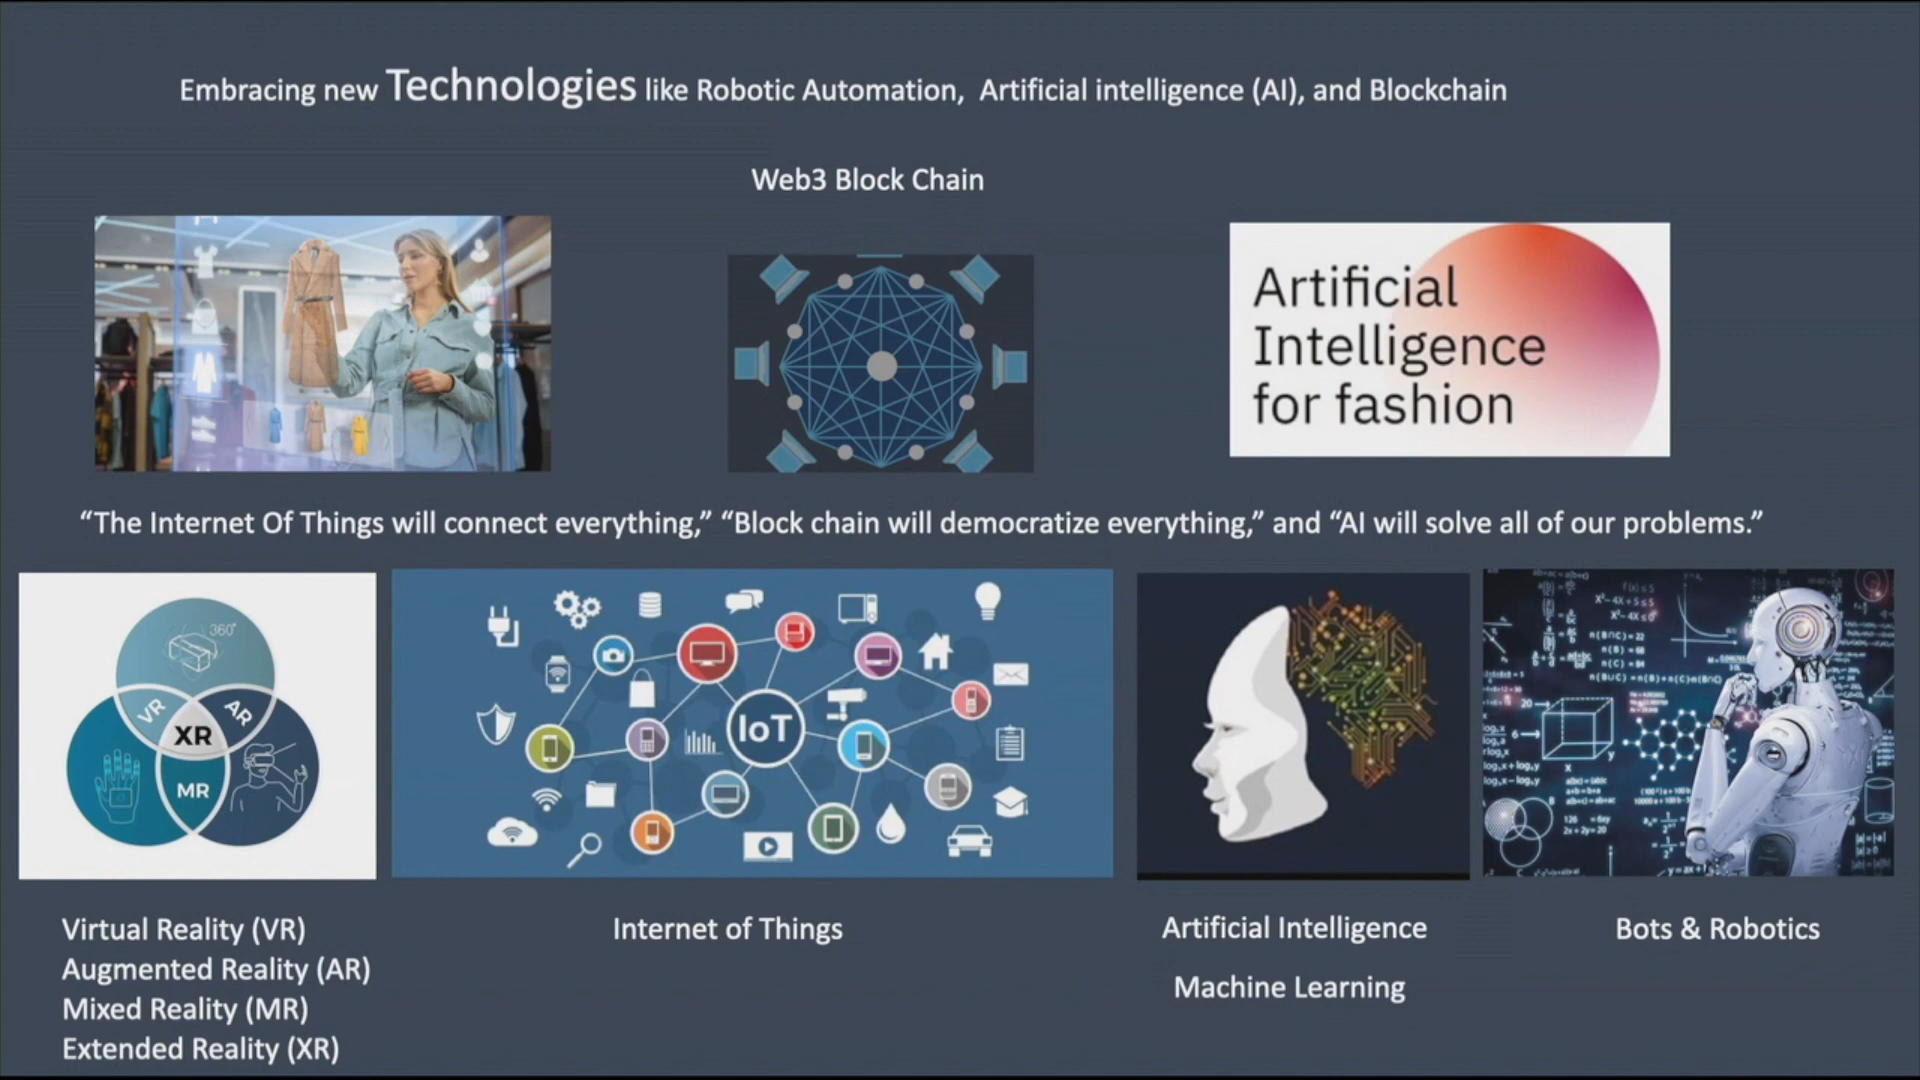 Embracing new Technologies like Robotic Automation,  Artificial intelligence (AI), and Blockchain
Web3 Block Chain
Artificial
Intelligence
for fashion
“The Internet Of Things will connect everything,” “Block chain will democratize everything,” and “AI will solve all of our problems.”
360°
VR
AR
XR
MR
IoT
n(B∩C)=22
n(B)=68
n(C)=84
n(B∪C)=n(B)+n(C)-n(B∩C)
Virtual Reality (VR)
Augmented Reality (AR)
Mixed Reality (MR)
Extended Reality (XR)
Internet of Things
Artificial Intelligence
Machine Learning
Bots & Robotics